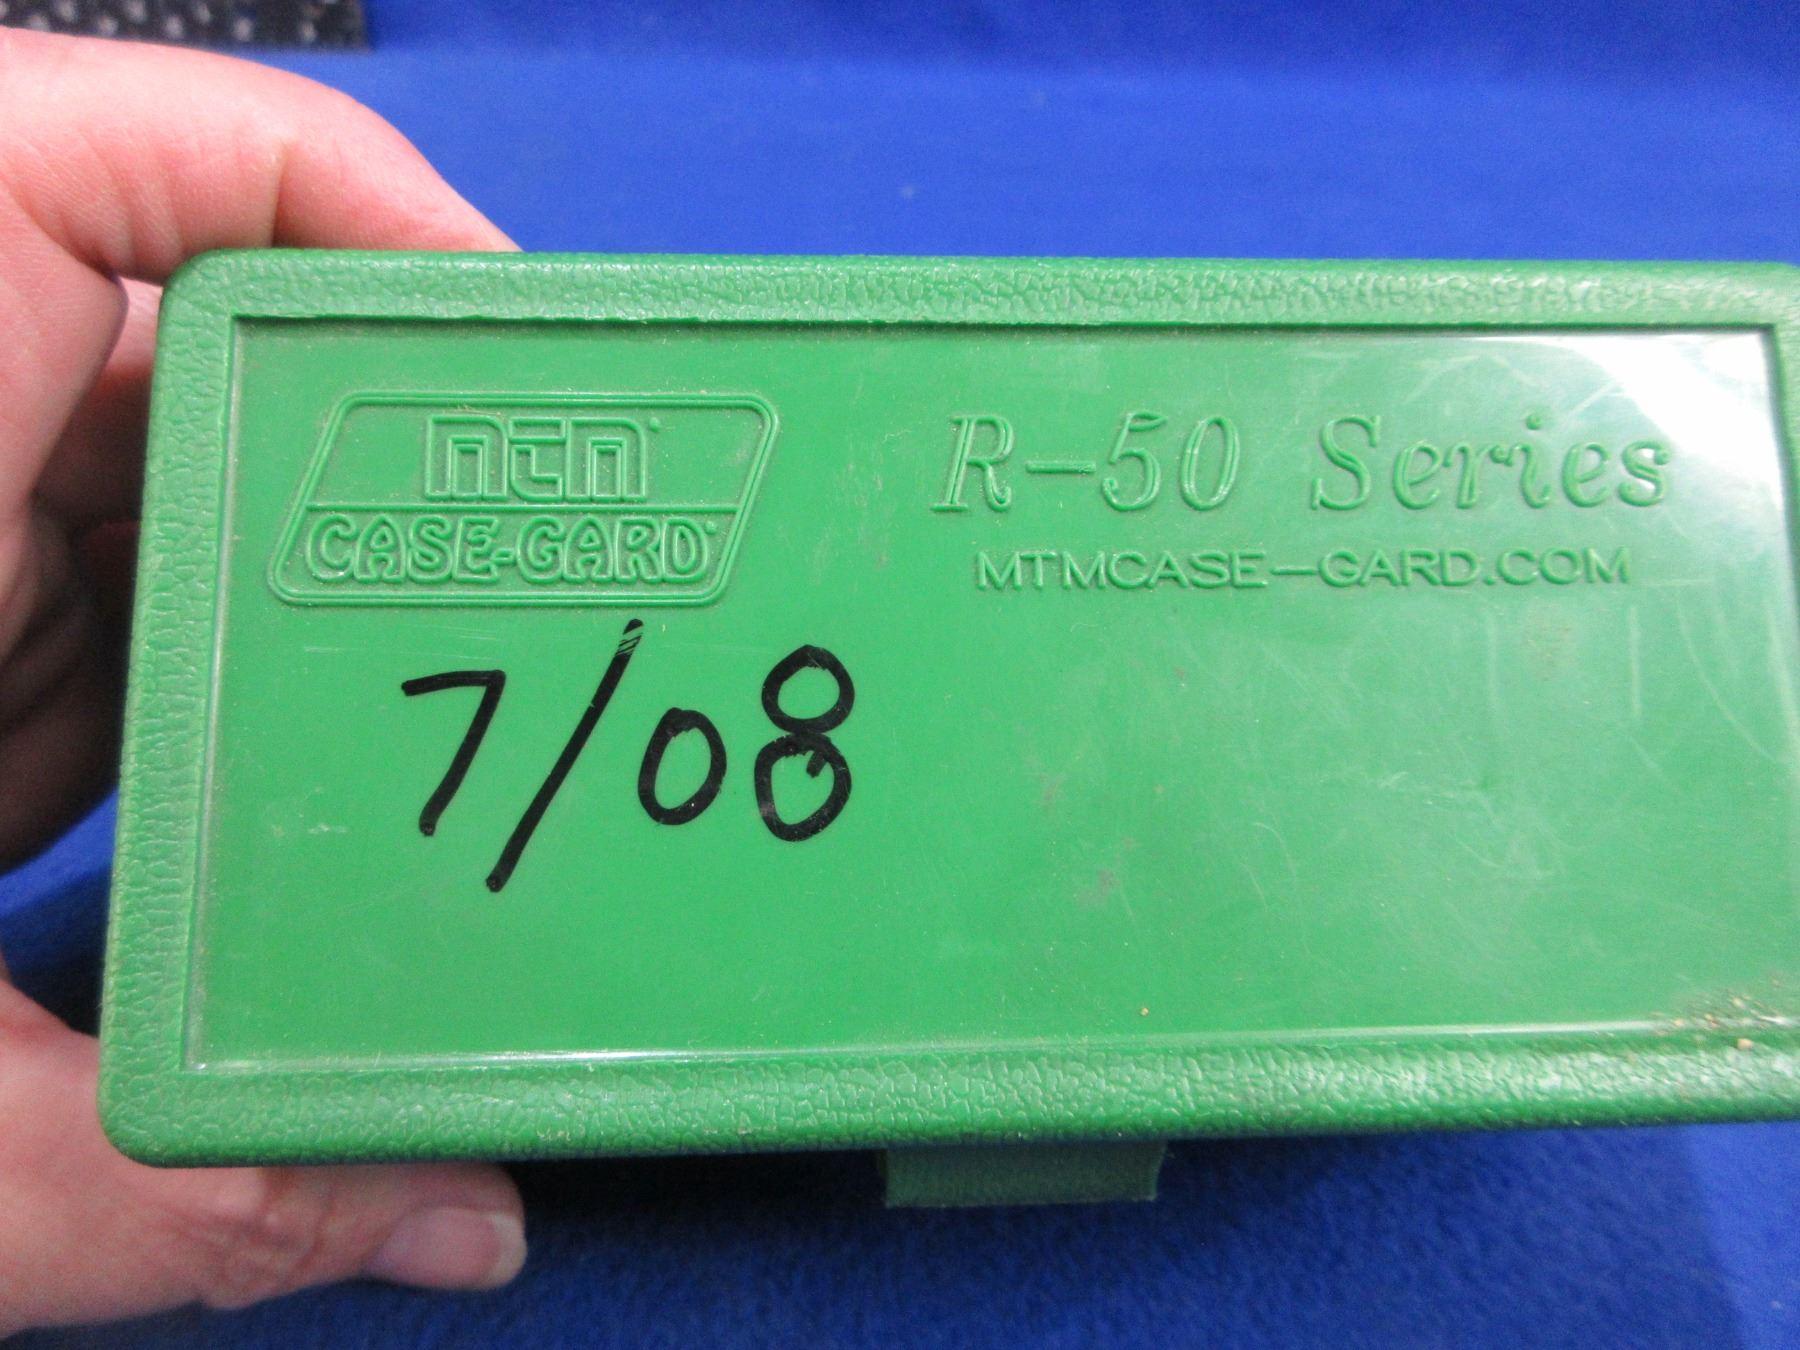 MTM
CASE-GARD
R-50 Series
MTMCASE-GARD.COM
7/08